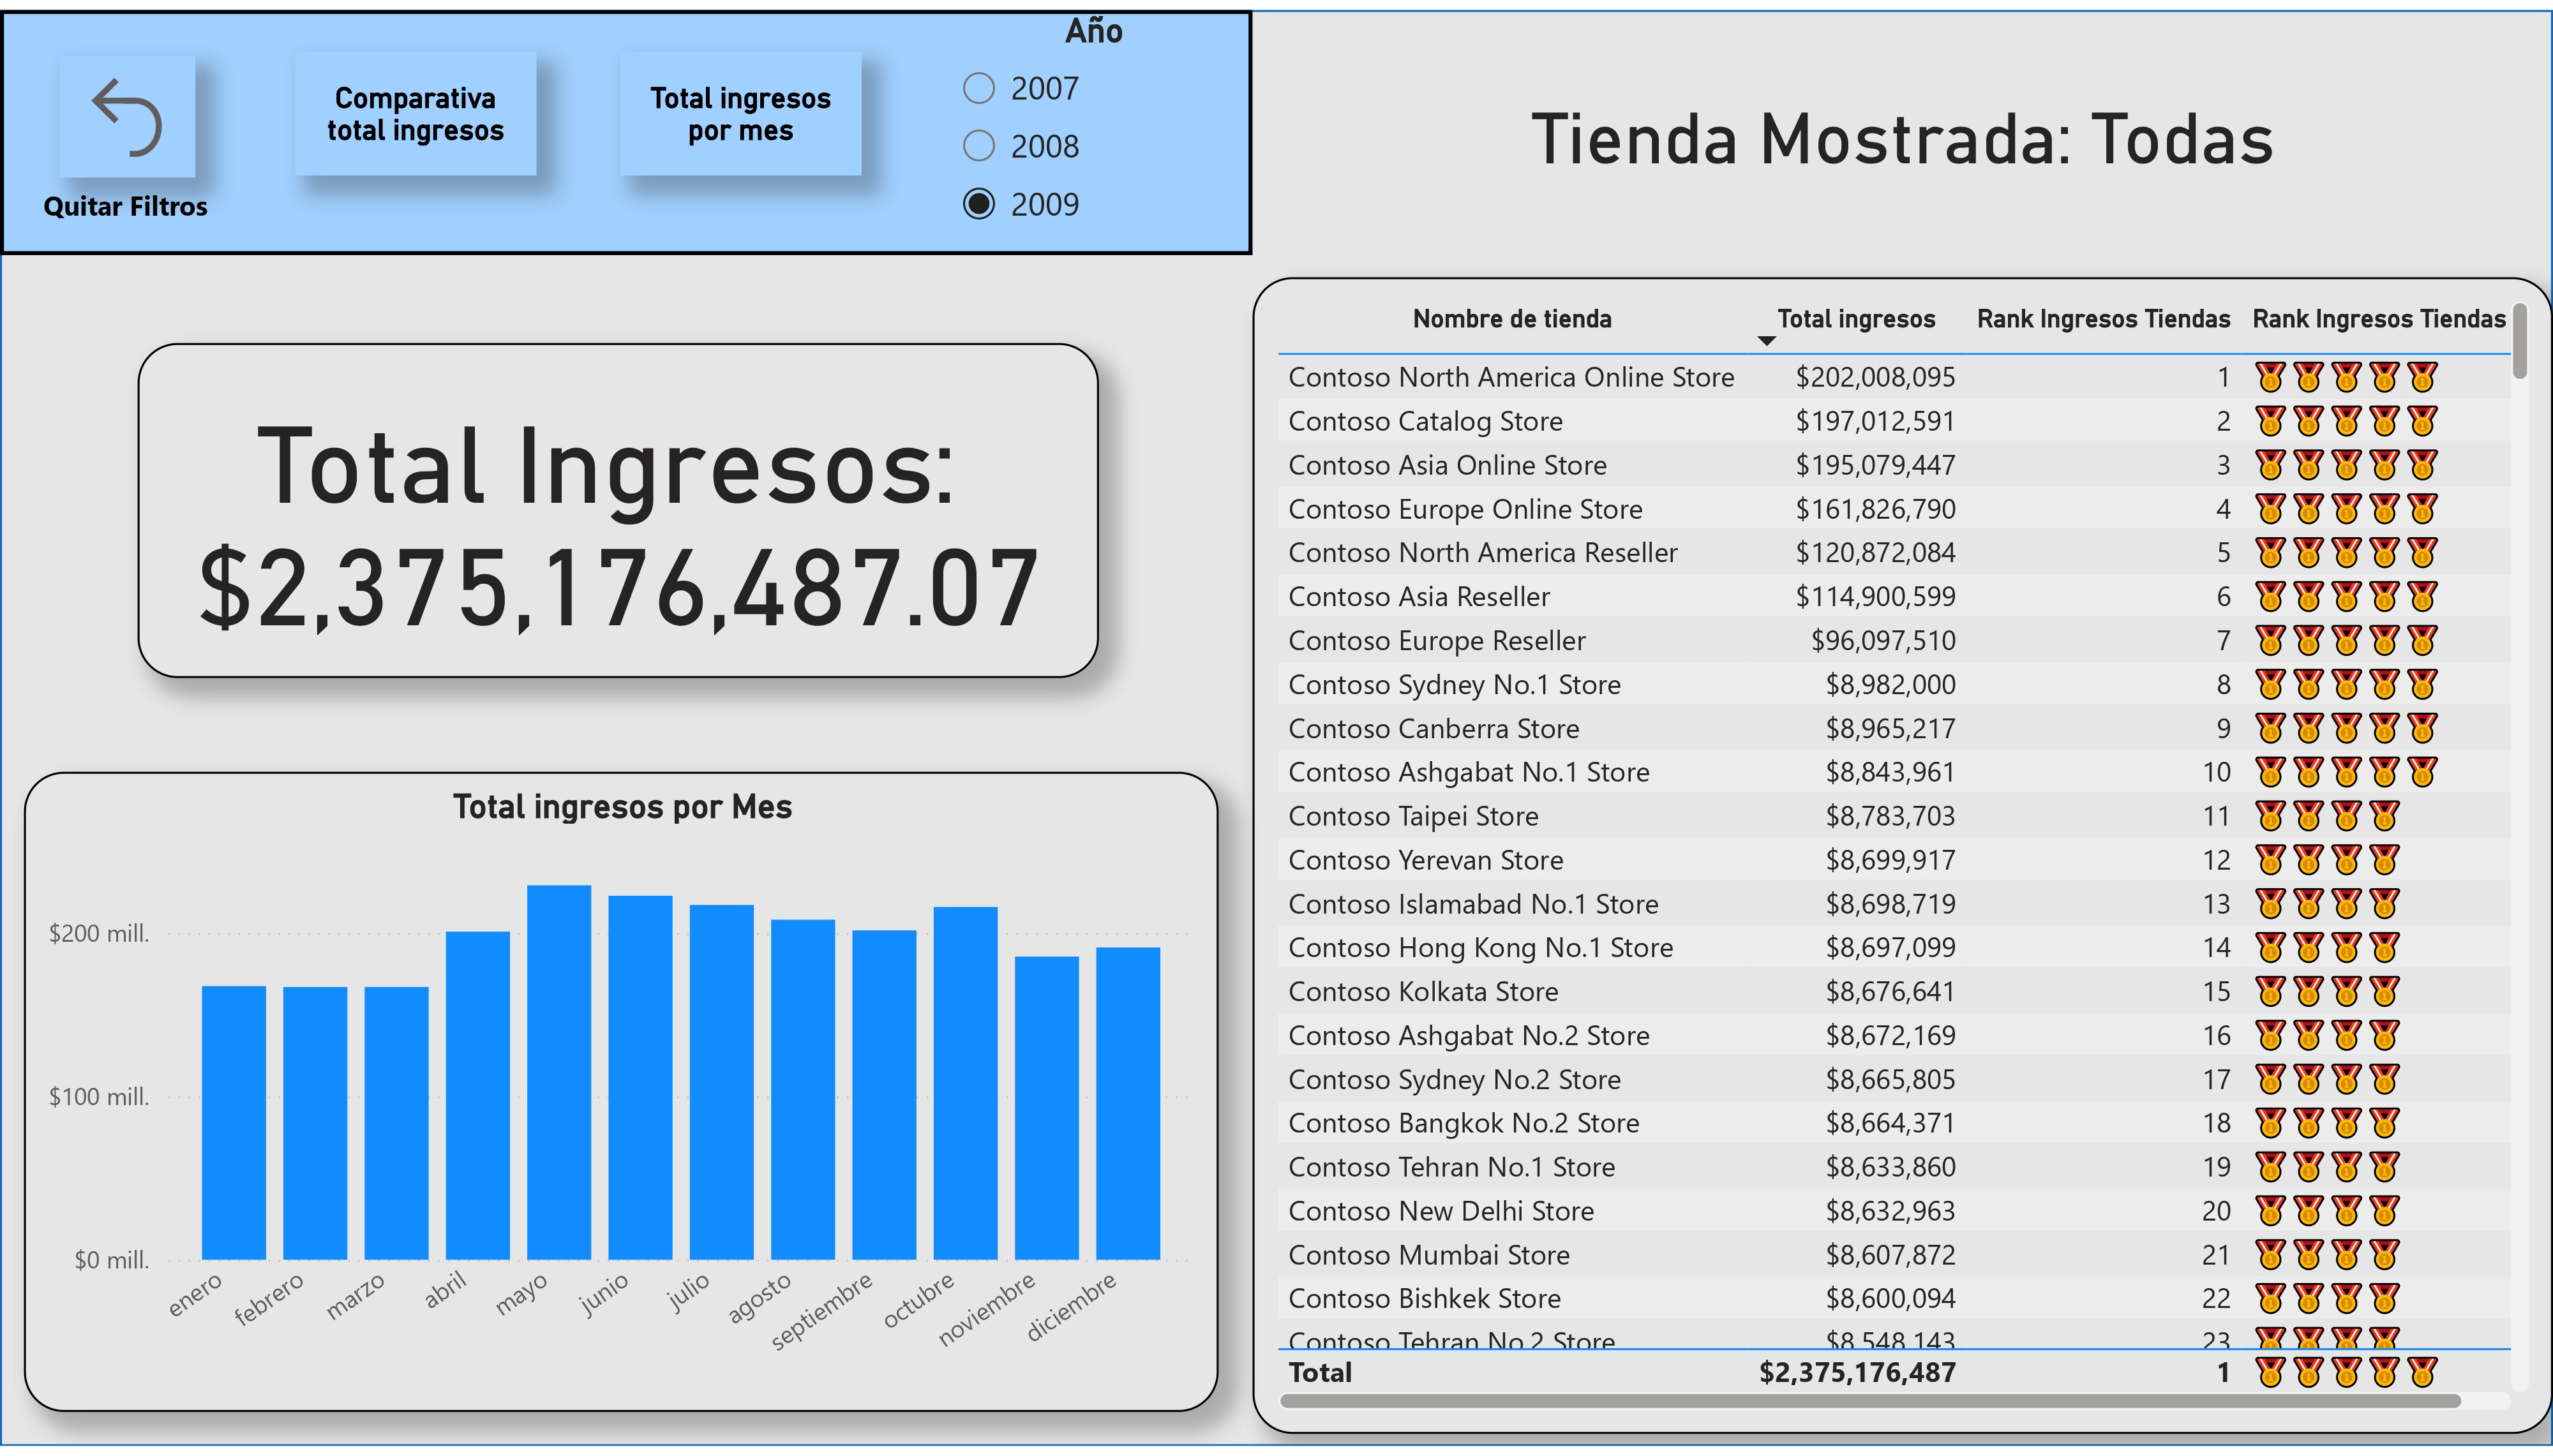 Año
Comparativa
total ingresos
Total ingresos
por mes
2007
2008
2009
Quitar Filtros
Tienda Mostrada: Todas
Total Ingresos:
$2,375,176,487.07
Total ingresos por Mes
$200 mill.
$100 mill.
$0 mill.
enero febrero marzo abril mayo junio julio agosto septiembre octubre noviembre diciembre
Nombre de tienda Total ingresos Rank Ingresos Tiendas Rank Ingresos Tiendas
Contoso North America Online Store $202,008,095 1
Contoso Catalog Store $197,012,591 2
Contoso Asia Online Store $195,079,447 3
Contoso Europe Online Store $161,826,790 4
Contoso North America Reseller $120,872,084 5
Contoso Asia Reseller $114,900,599 6
Contoso Europe Reseller $96,097,510 7
Contoso Sydney No.1 Store $8,982,000 8
Contoso Canberra Store $8,965,217 9
Contoso Ashgabat No.1 Store $8,843,961 10
Contoso Taipei Store $8,783,703 11
Contoso Yerevan Store $8,699,917 12
Contoso Islamabad No.1 Store $8,698,719 13
Contoso Hong Kong No.1 Store $8,697,099 14
Contoso Kolkata Store $8,676,641 15
Contoso Ashgabat No.2 Store $8,672,169 16
Contoso Sydney No.2 Store $8,665,805 17
Contoso Bangkok No.2 Store $8,664,371 18
Contoso Tehran No.1 Store $8,633,860 19
Contoso New Delhi Store $8,632,963 20
Contoso Mumbai Store $8,607,872 21
Contoso Bishkek Store $8,600,094 22
Contoso Tehran No.2 Store $8,548,143 23
Total $2,375,176,487 1